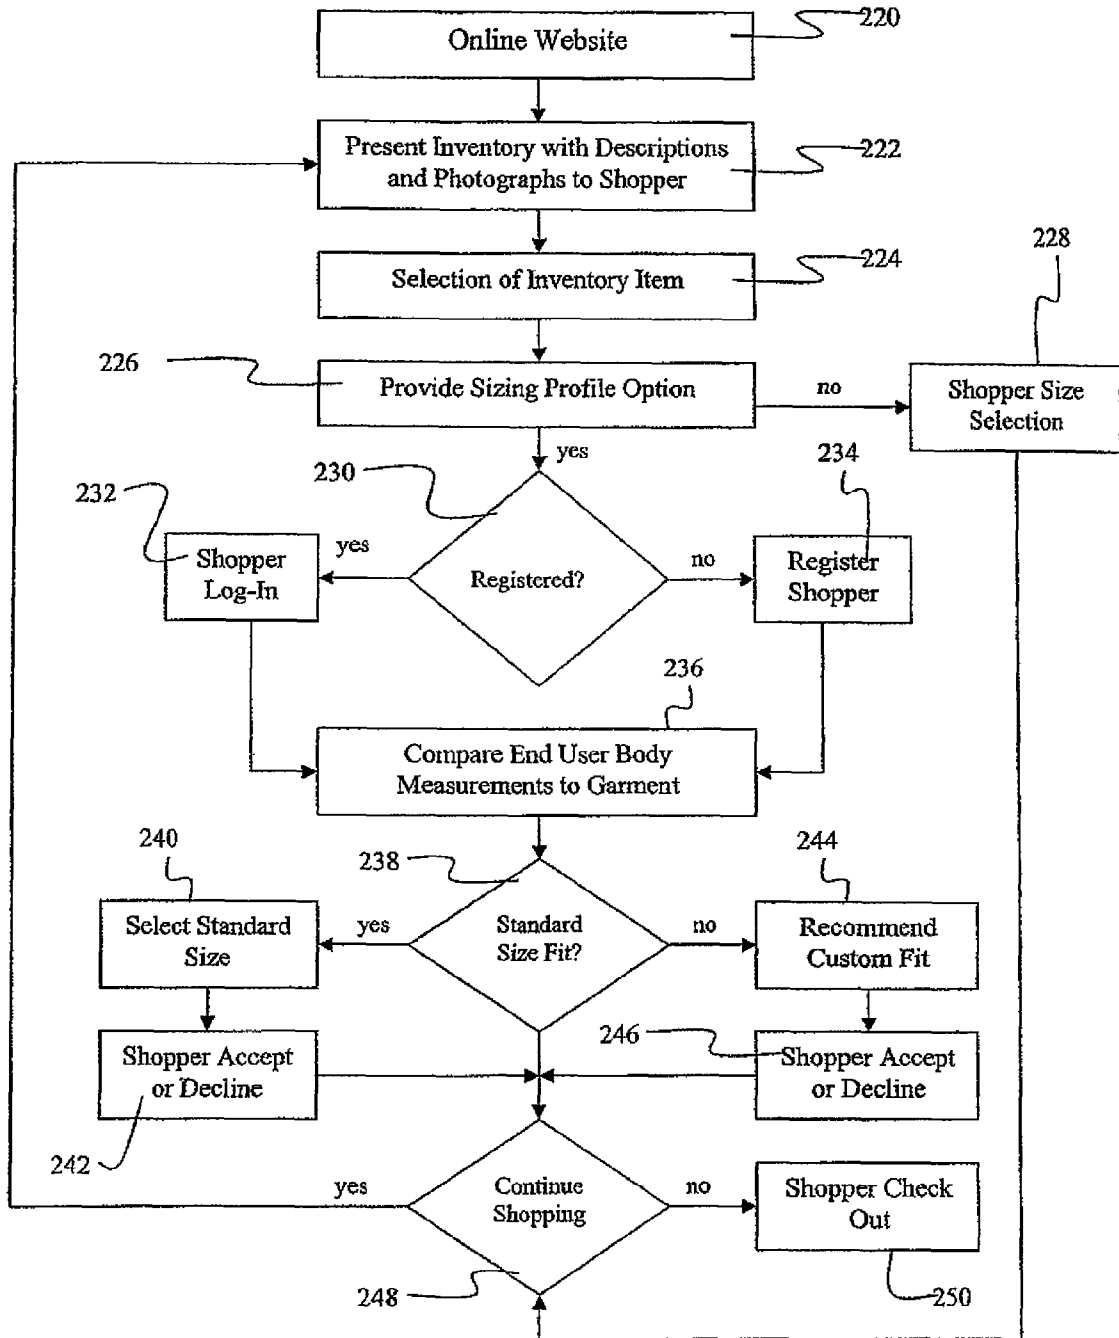 Online Website
220
Present Inventory with Descriptions
and Photographs to Shopper
222
Selection of Inventory Item
224
228
226
Provide Sizing Profile Option
no
Shopper Size
Selection
yes
230
234
232
Shopper
Log-In
yes
Registered?
no
Register
Shopper
236
Compare End User Body
Measurements to Garment
240
238
244
Select Standard
Size
yes
Standard
Size Fit?
no
Recommend
Custom Fit
246
Shopper Accept
or Decline
Shopper Accept
or Decline
242
yes
Continue
Shopping
no
Shopper Check
Out
248
250